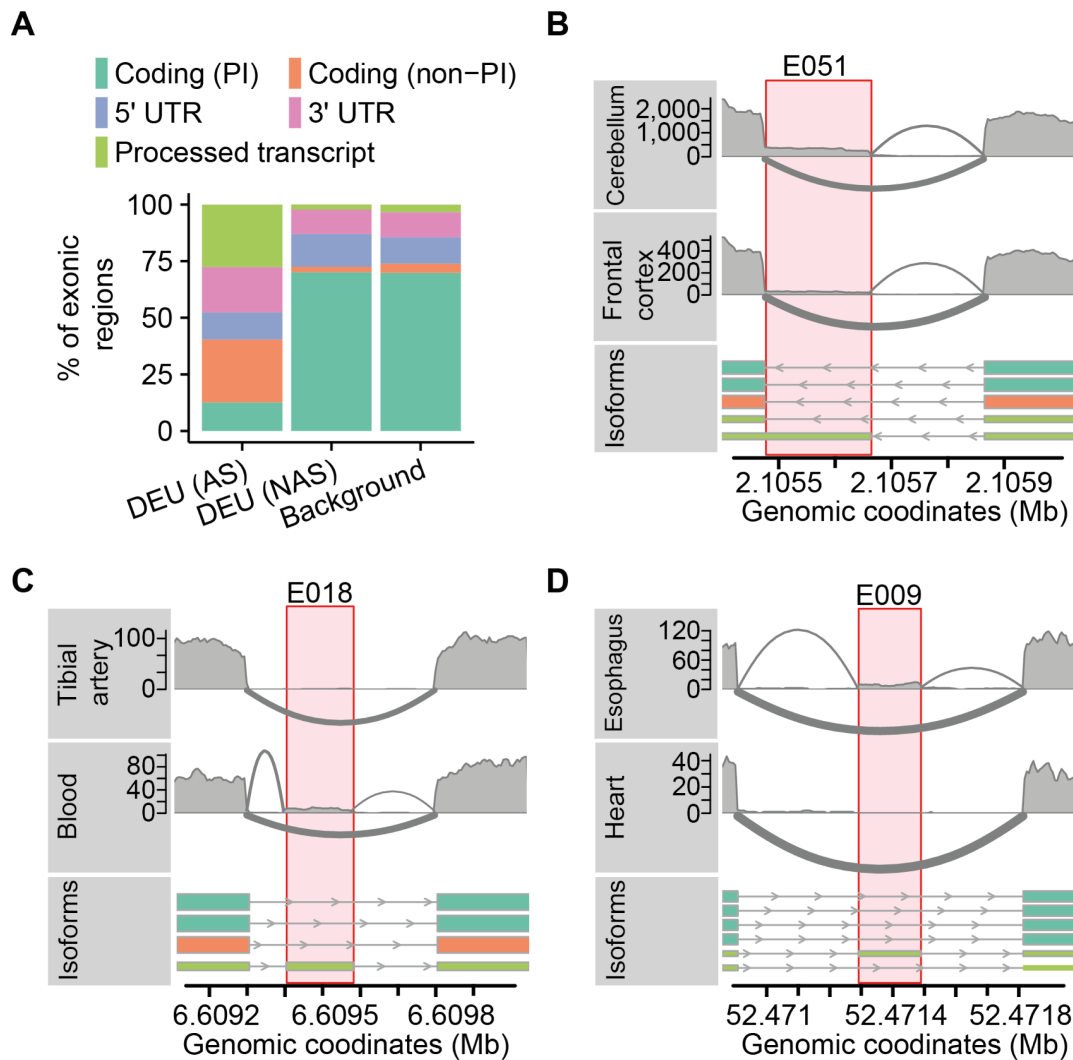 A
Coding (PI)
Coding (non−PI)
5' UTR
3' UTR
Processed transcript
% of exonic
regions
100
75
50
25
0
DEU (AS)
DEU (NAS)
Background
B
E051
Cerebellum
2,000
1,000
0
Frontal
cortex
400
200
0
Isoforms
2.1055
2.1057
2.1059
Genomic coodinates (Mb)
C
E018
Tibial
artery
100
0
Blood
80
40
0
Isoforms
6.6092
6.6095
6.6098
Genomic coordinates (Mb)
D
E009
Esophagus
120
60
0
Heart
40
20
0
Isoforms
52.471
52.4714
52.4718
Genomic coordinates (Mb)